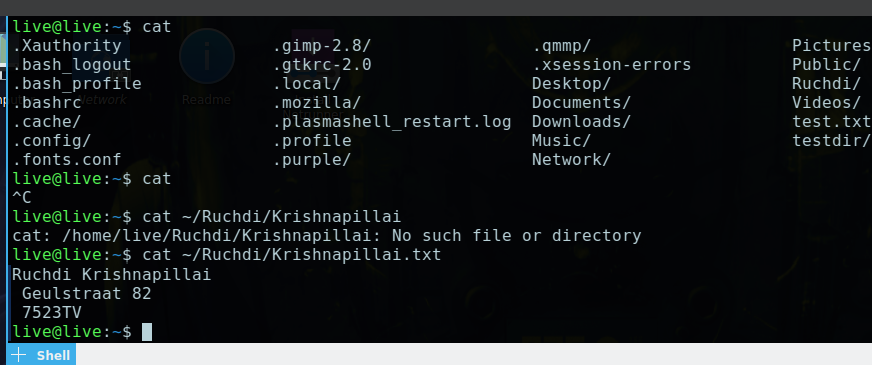 live@live:~$ cat
.Xauthority .gimp-2.8/ .qmmp/ Pictures
.bash_logout .gtkrc-2.0 .xsession-errors Public/
.bash_profile .local/ Desktop/ Ruchdi/
.bashrc .mozilla/ Documents/ Videos/
.cache/ .plasmashell_restart.log Downloads/ test.txt
.config/ .profile Music/ testdir/
.fonts.conf .purple/ Network/
live@live:~$ cat
^C
live@live:~$ cat ~/Ruchdi/Krishnapillai
cat: /home/live/Ruchdi/Krishnapillai: No such file or directory
live@live:~$ cat ~/Ruchdi/Krishnapillai.txt
Ruchdi Krishnapillai
Geulstraat 82
7523TV
live@live:~$
Network
Readme
Shell